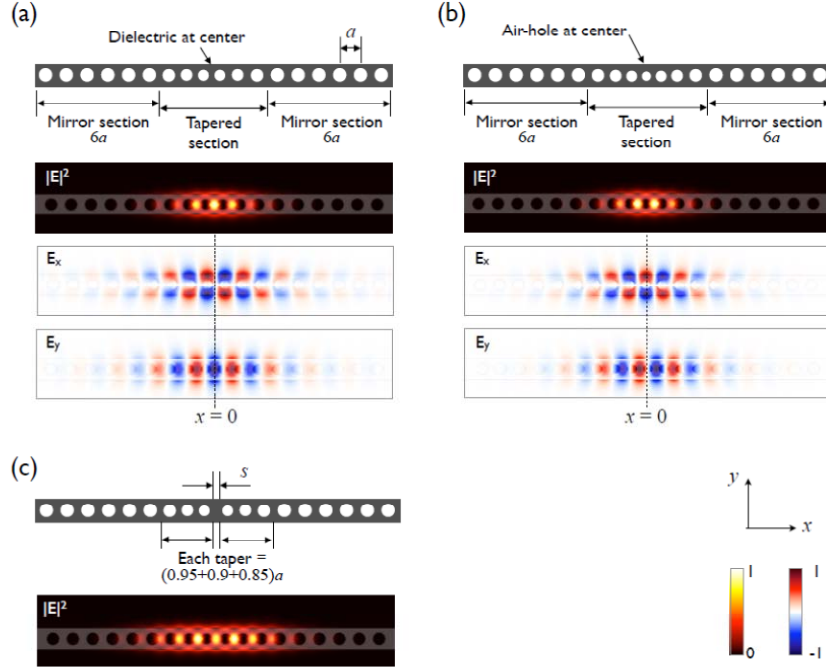 (a)
Dielectric at center
a
Mirror section
6a
Tapered
section
Mirror section
6a
|E|²
Eₓ
E_y
x = 0
(b)
Air-hole at center
Mirror section
6a
Tapered
section
Mirror section
6a
|E|²
Eₓ
E_y
x = 0
(c)
s
Each taper =
(0.95+0.9+0.85)a
|E|²
y
x
1
0
1
-1